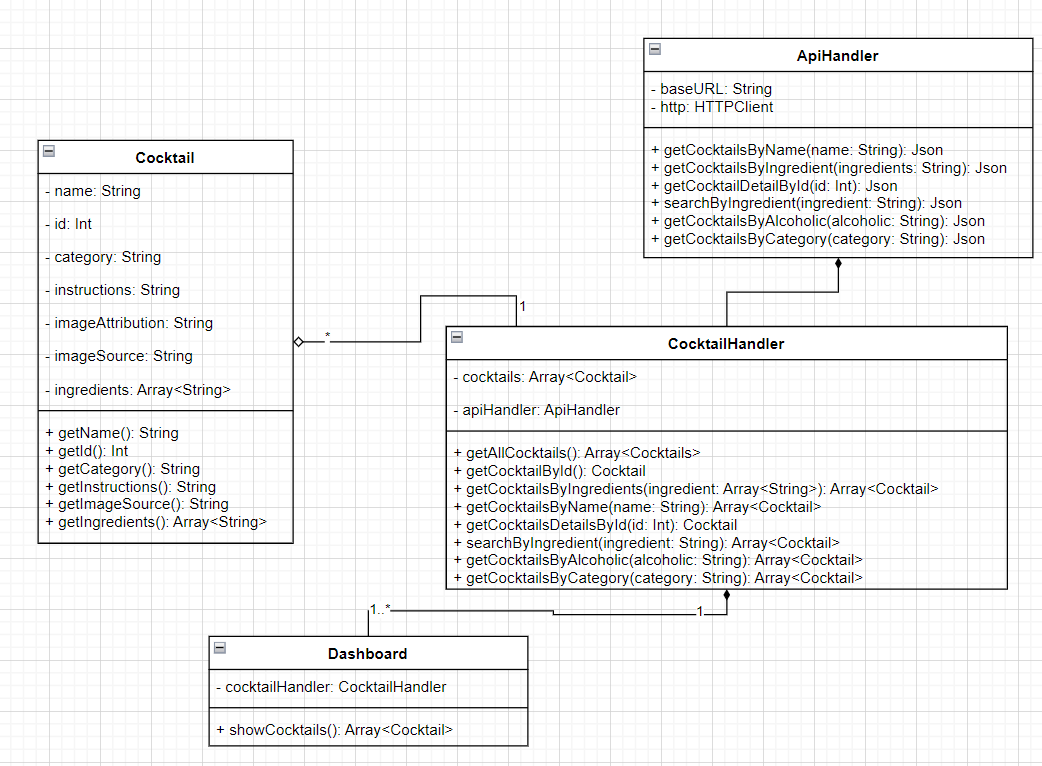 ApiHandler
- baseURL: String
- http: HTTPClient
+ getCocktailsByName(name: String): Json
+ getCocktailsByIngredient(ingredients: String): Json
+ getCocktailDetailById(id: Int): Json
+ searchByIngredient(ingredient: String): Json
+ getCocktailsByAlcoholic(alcoholic: String): Json
+ getCocktailsByCategory(category: String): Json
Cocktail
- name: String
- id: Int
- category: String
- instructions: String
- imageAttribution: String
- imageSource: String
- ingredients: Array<String>
+ getName(): String
+ getId(): Int
+ getCategory(): String
+ getInstructions(): String
+ getImageSource(): String
+ getIngredients(): Array<String>
*
1
CocktailHandler
- cocktails: Array<Cocktail>
- apiHandler: ApiHandler
+ getAllCocktails(): Array<Cocktails>
+ getCocktailById(): Cocktail
+ getCocktailsByIngredients(ingredient: Array<String>): Array<Cocktail>
+ getCocktailsByName(name: String): Array<Cocktail>
+ getCocktailsDetailsById(id: Int): Cocktail
+ searchByIngredient(ingredient: String): Array<Cocktail>
+ getCocktailsByAlcoholic(alcoholic: String): Array<Cocktail>
+ getCocktailsByCategory(category: String): Array<Cocktail>
1..*
1
Dashboard
- cocktailHandler: CocktailHandler
+ showCocktails(): Array<Cocktail>